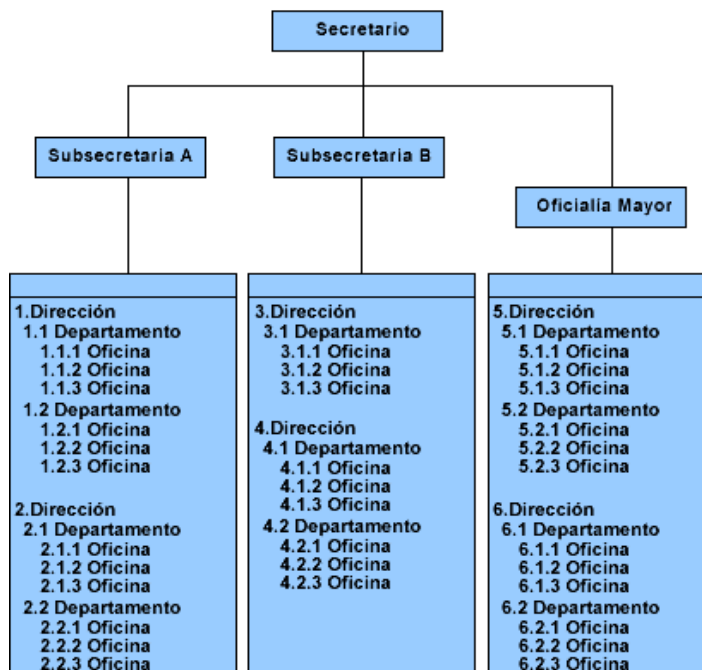 Secretario
Subsecretaria A
Subsecretaria B
Oficialía Mayor
1.Dirección
1.1 Departamento
1.1.1 Oficina
1.1.2 Oficina
1.1.3 Oficina
1.2 Departamento
1.2.1 Oficina
1.2.2 Oficina
1.2.3 Oficina
2.Dirección
2.1 Departamento
2.1.1 Oficina
2.1.2 Oficina
2.1.3 Oficina
2.2 Departamento
2.2.1 Oficina
2.2.2 Oficina
2.2.3 Oficina
3.Dirección
3.1 Departamento
3.1.1 Oficina
3.1.2 Oficina
3.1.3 Oficina
4.Dirección
4.1 Departamento
4.1.1 Oficina
4.1.2 Oficina
4.1.3 Oficina
4.2 Departamento
4.2.1 Oficina
4.2.2 Oficina
4.2.3 Oficina
5.Dirección
5.1 Departamento
5.1.1 Oficina
5.1.2 Oficina
5.1.3 Oficina
5.2 Departamento
5.2.1 Oficina
5.2.2 Oficina
5.2.3 Oficina
6.Dirección
6.1 Departamento
6.1.1 Oficina
6.1.2 Oficina
6.1.3 Oficina
6.2 Departamento
6.2.1 Oficina
6.2.2 Oficina
6.2.3 Oficina